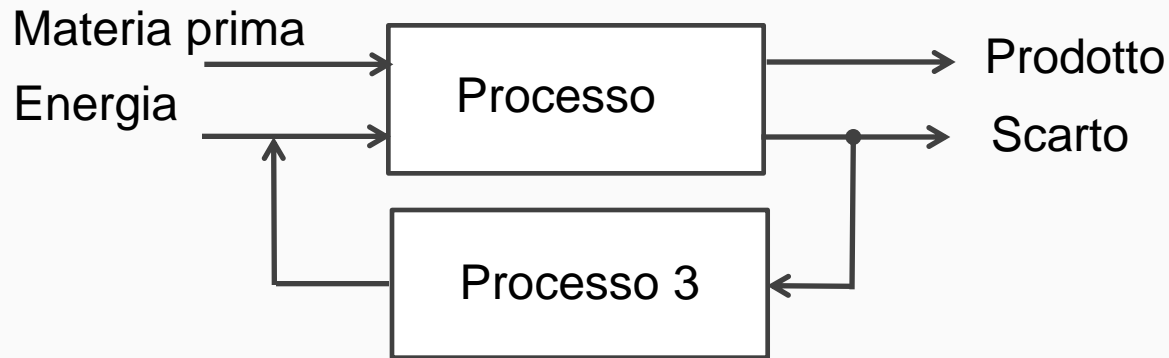 Materia prima
Energia
Processo
Prodotto
Scarto
Processo 3